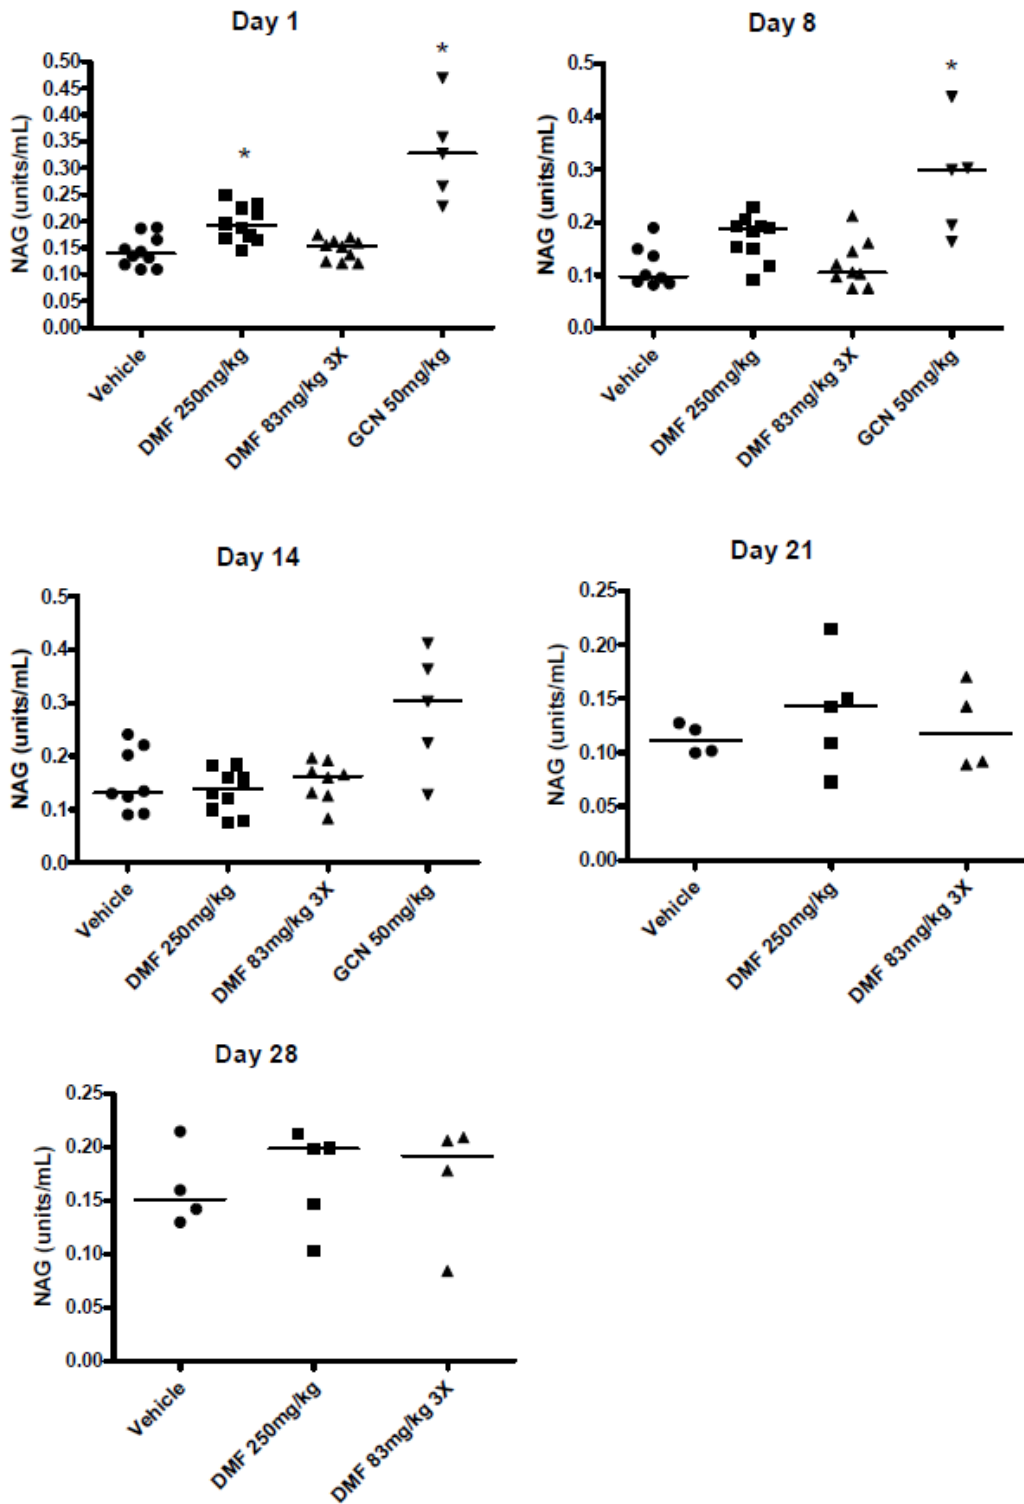 Day 1
*
*
NAG (units/mL)
0.50
0.45
0.40
0.35
0.30
0.25
0.20
0.15
0.10
0.05
0.00
Vehicle
DMF 250mg/kg
DMF 83mg/kg 3X
GCN 50mg/kg
Day 8
*
NAG (units/mL)
0.5
0.4
0.3
0.2
0.1
0.0
Vehicle
DMF 250mg/kg
DMF 83mg/kg 3X
GCN 50mg/kg
Day 14
NAG (units/mL)
0.5
0.4
0.3
0.2
0.1
0.0
Vehicle
DMF 250mg/kg
DMF 83mg/kg 3X
GCN 50mg/kg
Day 21
NAG (units/mL)
0.25
0.20
0.15
0.10
0.05
0.00
Vehicle
DMF 250mg/kg
DMF 83mg/kg 3X
Day 28
NAG (units/mL)
0.25
0.20
0.15
0.10
0.05
0.00
Vehicle
DMF 250mg/kg
DMF 83mg/kg 3X